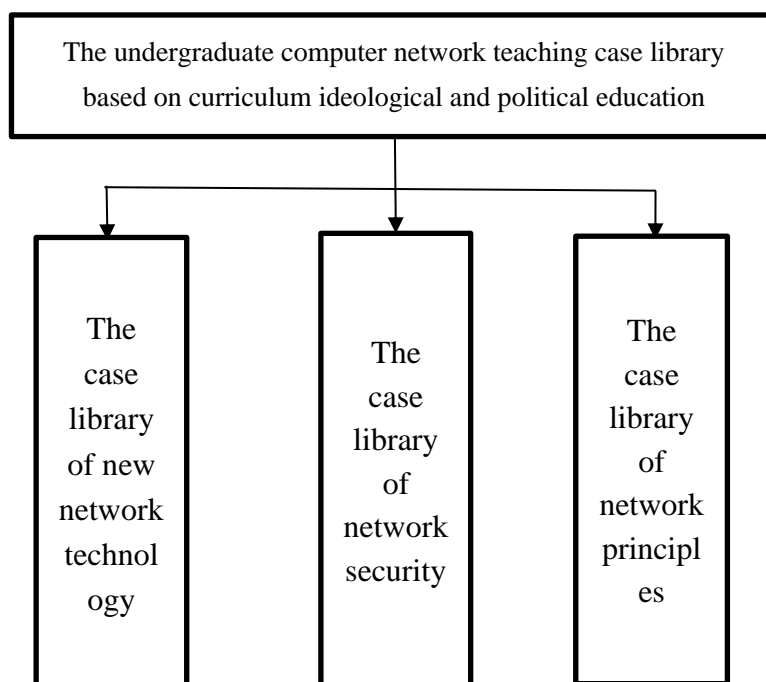 The undergraduate computer network teaching case library
based on curriculum ideological and political education
The
case
library
of new
network
technol
ogy
The
case
library
of
network
security
The
case
library
of
network
principl
es